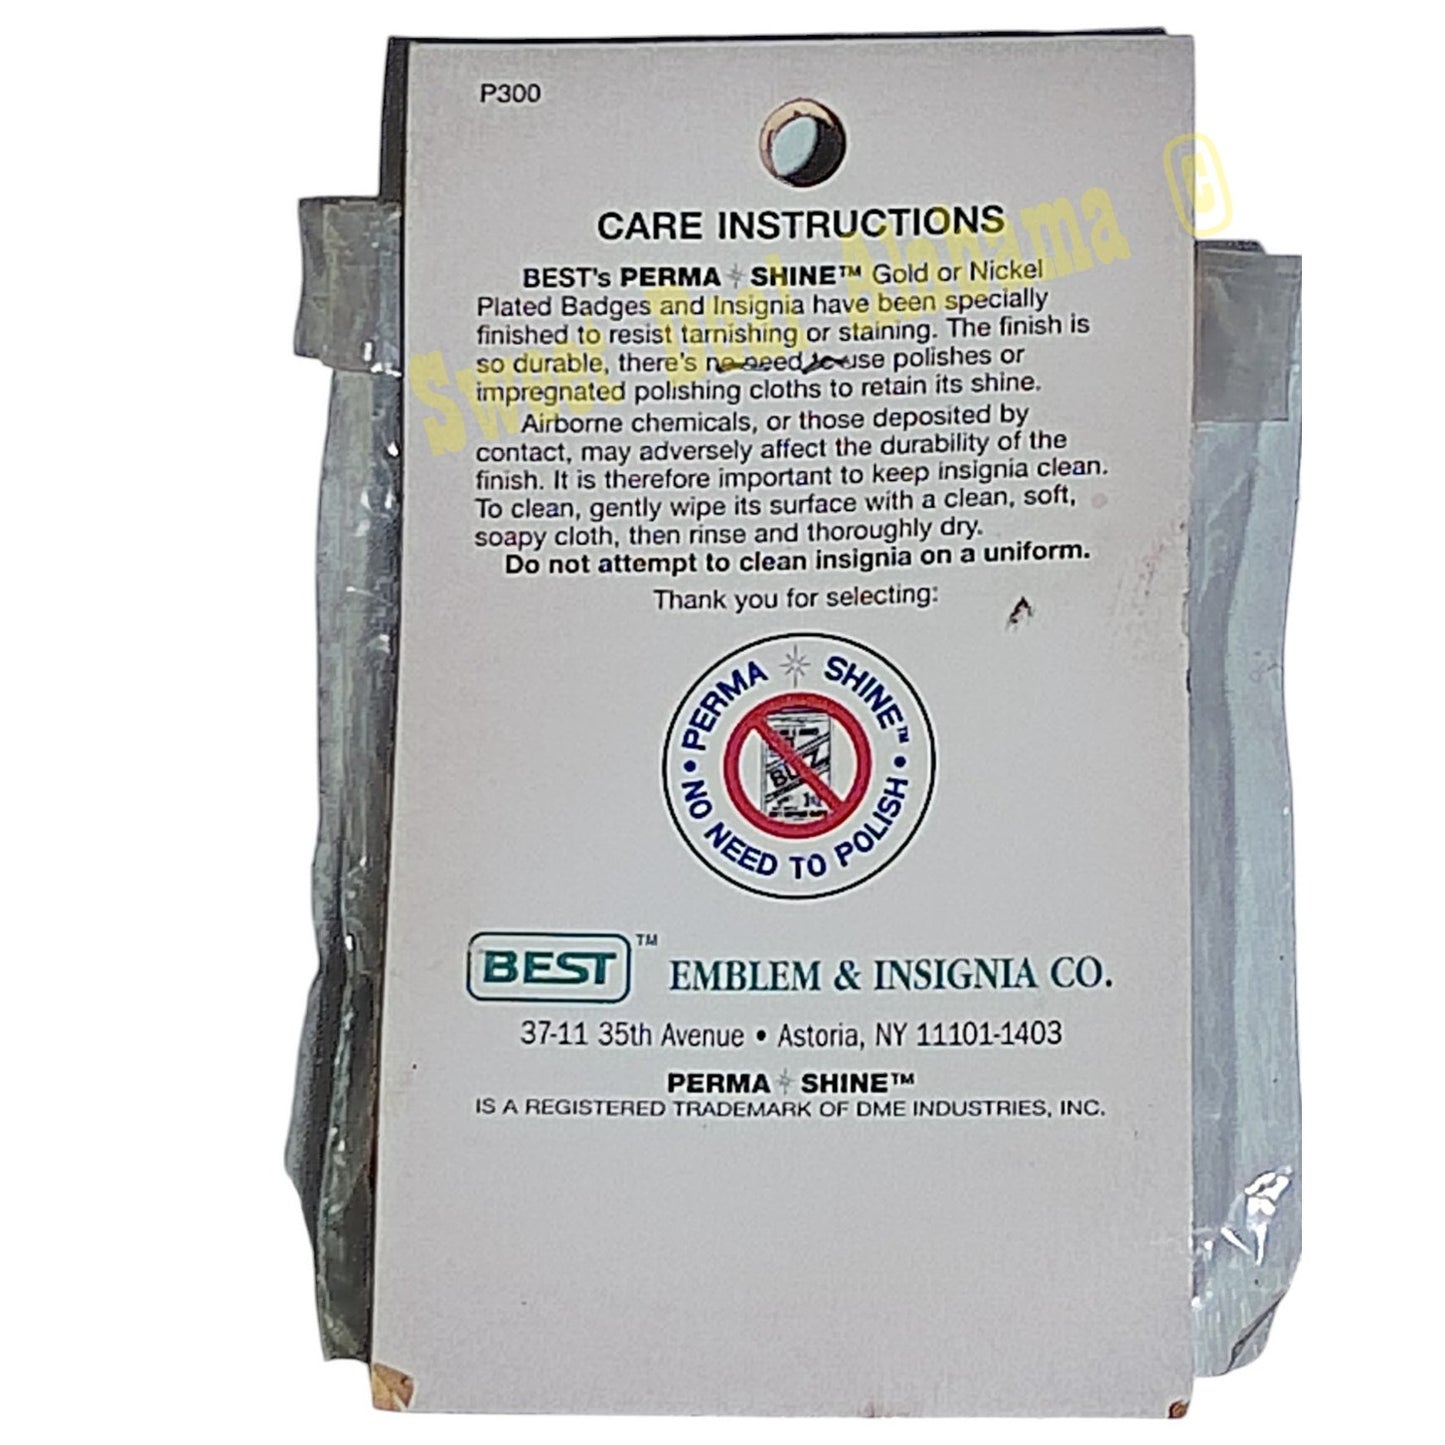 P300
CARE INSTRUCTIONS
BEST's PERMA SHINE™ Gold or Nickel
Plated Badges and Insignia have been specially
finished to resist tarnishing or staining. The finish is
so durable, there's no need to use polishes or
impregnated polishing cloths to retain its shine.
Airborne chemicals, or those deposited by
contact, may adversely affect the durability of the
finish. It is therefore important to keep insignia clean.
To clean, gently wipe its surface with a clean, soft,
soapy cloth, then rinse and thoroughly dry.
Do not attempt to clean insignia on a uniform.
Thank you for selecting:
PERMA SHINE™
• NO NEED TO POLISH •
BEST™ EMBLEM & INSIGNIA CO.
37-11 35th Avenue • Astoria, NY 11101-1403
PERMA SHINE™
IS A REGISTERED TRADEMARK OF DME INDUSTRIES, INC.
Sweet Deal Alabama ©